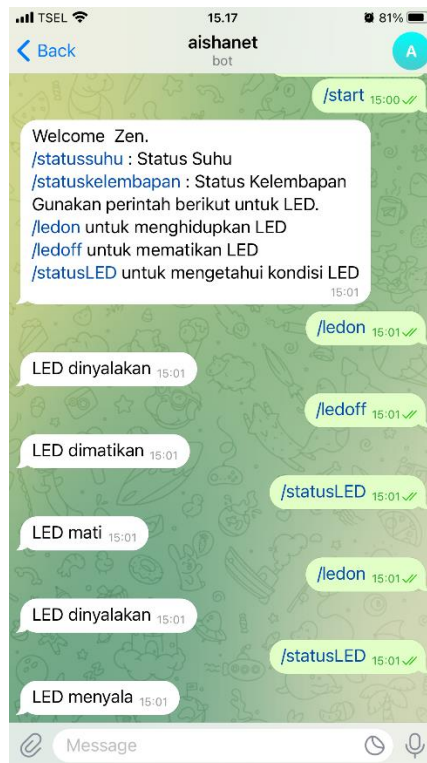 TSEL 15.17 81%
Back aishanet A
bot
/start 15:00
Welcome Zen.
/statussuhu : Status Suhu
/statuskelembapan : Status Kelembapan
Gunakan perintah berikut untuk LED.
/ledon untuk menghidupkan LED
/ledoff untuk mematikan LED
/statusLED untuk mengetahui kondisi LED
15:01
/ledon 15:01
LED dinyalakan 15:01
/ledoff 15:01
LED dimatikan 15:01
/statusLED 15:01
LED mati 15:01
/ledon 15:01
LED dinyalakan 15:01
/statusLED 15:01
LED menyala 15:01
Message